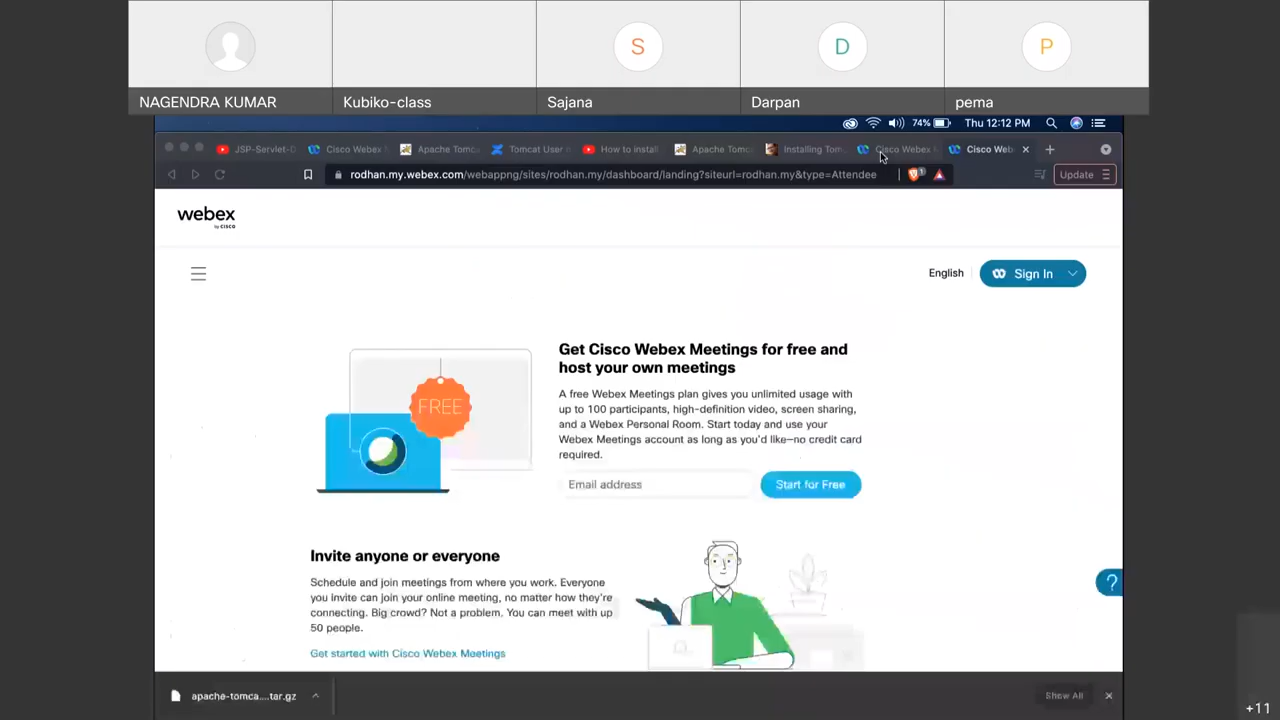 S
D
P
NAGENDRA KUMAR
Kubiko-class
Sajana
Darpan
pema
74%
Thu 12:12 PM
JSP-Servlet-D
Cisco Webex
Apache Tomc
Tomcat User
How to install
Apache Tomc
Installing Tom
Cisco Webex
Cisco Web
rodhan.my.webex.com/webappng/sites/rodhan.my/dashboard/landing?siteurl=rodhan.my&type=Attendee
1
Update
webex
by CISCO
English
Sign In
FREE
Get Cisco Webex Meetings for free and
host your own meetings
A free Webex Meetings plan gives you unlimited usage with
up to 100 participants, high-definition video, screen sharing,
and a Webex Personal Room. Start today and use your
Webex Meetings account as long as you'd like—no credit card
required.
Email address
Start for Free
Invite anyone or everyone
Schedule and join meetings from where you work. Everyone
you invite can join your online meeting, no matter how they're
connecting. Big crowd? Not a problem. You can meet with up
50 people.
Get started with Cisco Webex Meetings
?
apache-tomca....tar.gz
Show All
+11